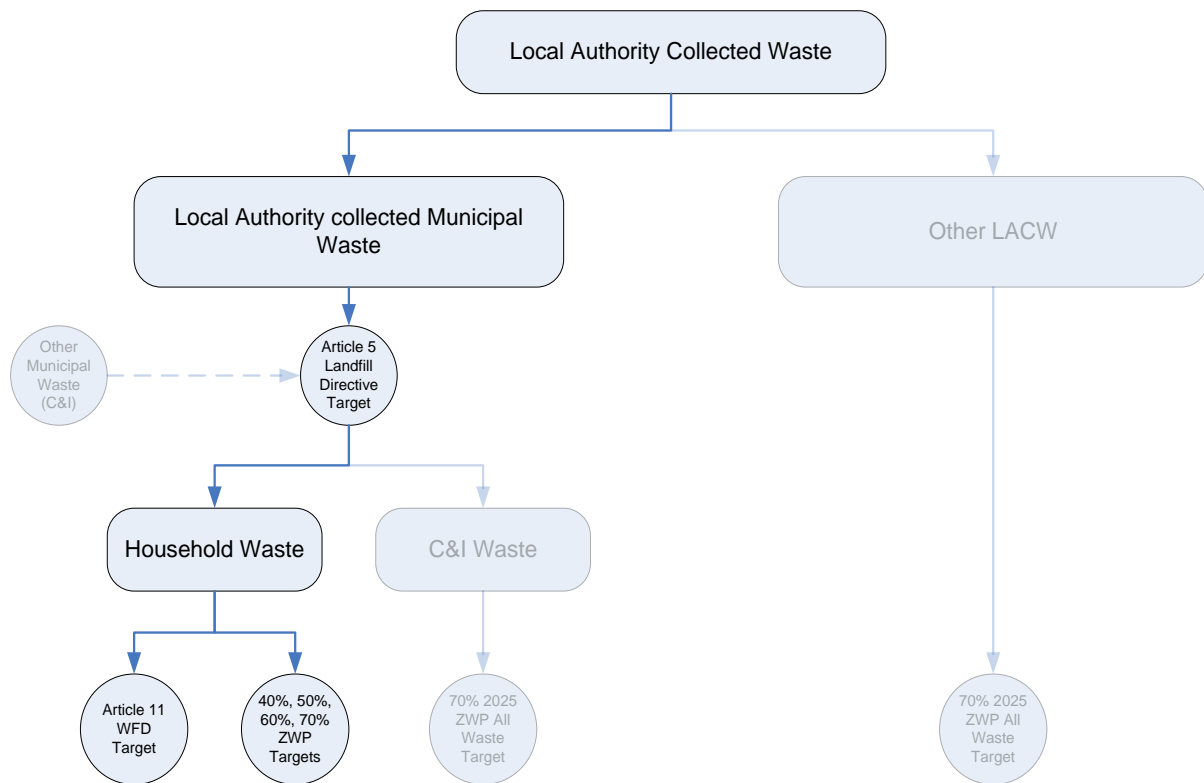 Local Authority Collected Waste
Local Authority collected Municipal
Waste
Other LACW
Other
Municipal
Waste
(C&I)
Article 5
Landfill
Directive
Target
Household Waste
C&I Waste
Article 11
WFD
Target
40%, 50%,
60%, 70%
ZWP
Targets
70% 2025
ZWP All
Waste
Target
70% 2025
ZWP All
Waste
Target